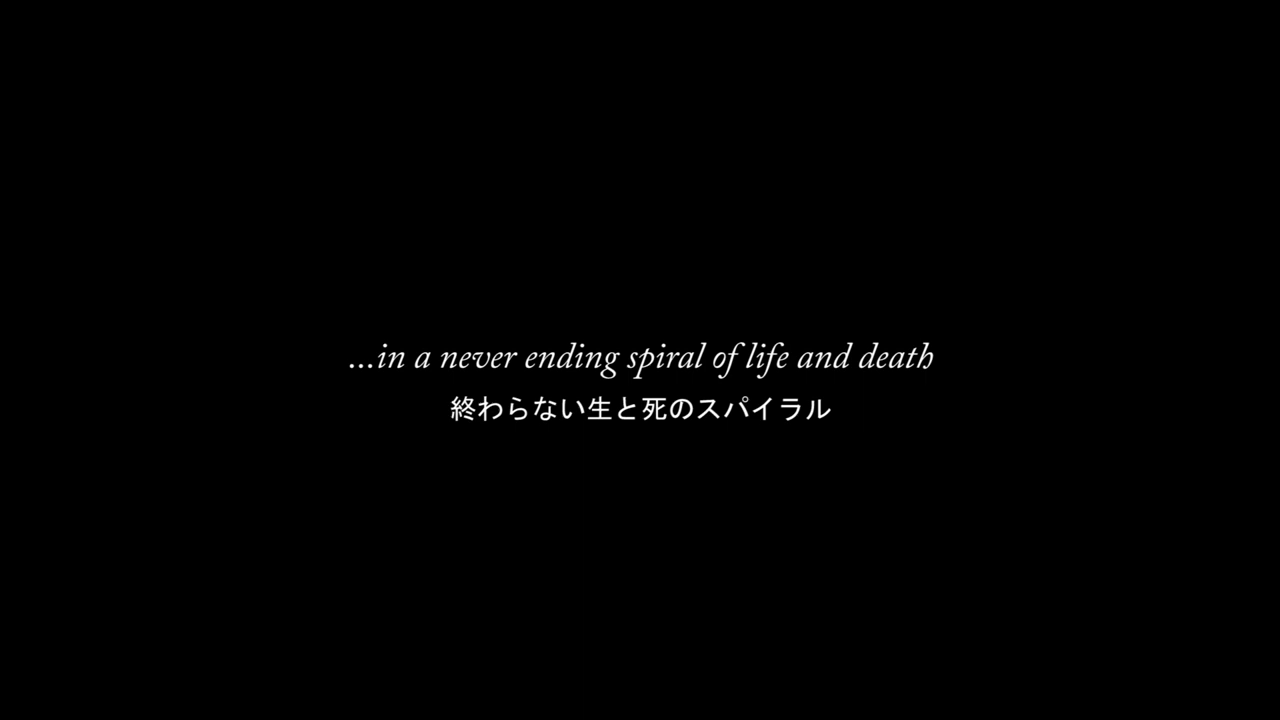 ...in a never ending spiral of life and death
終わらない生と死のスパイラル